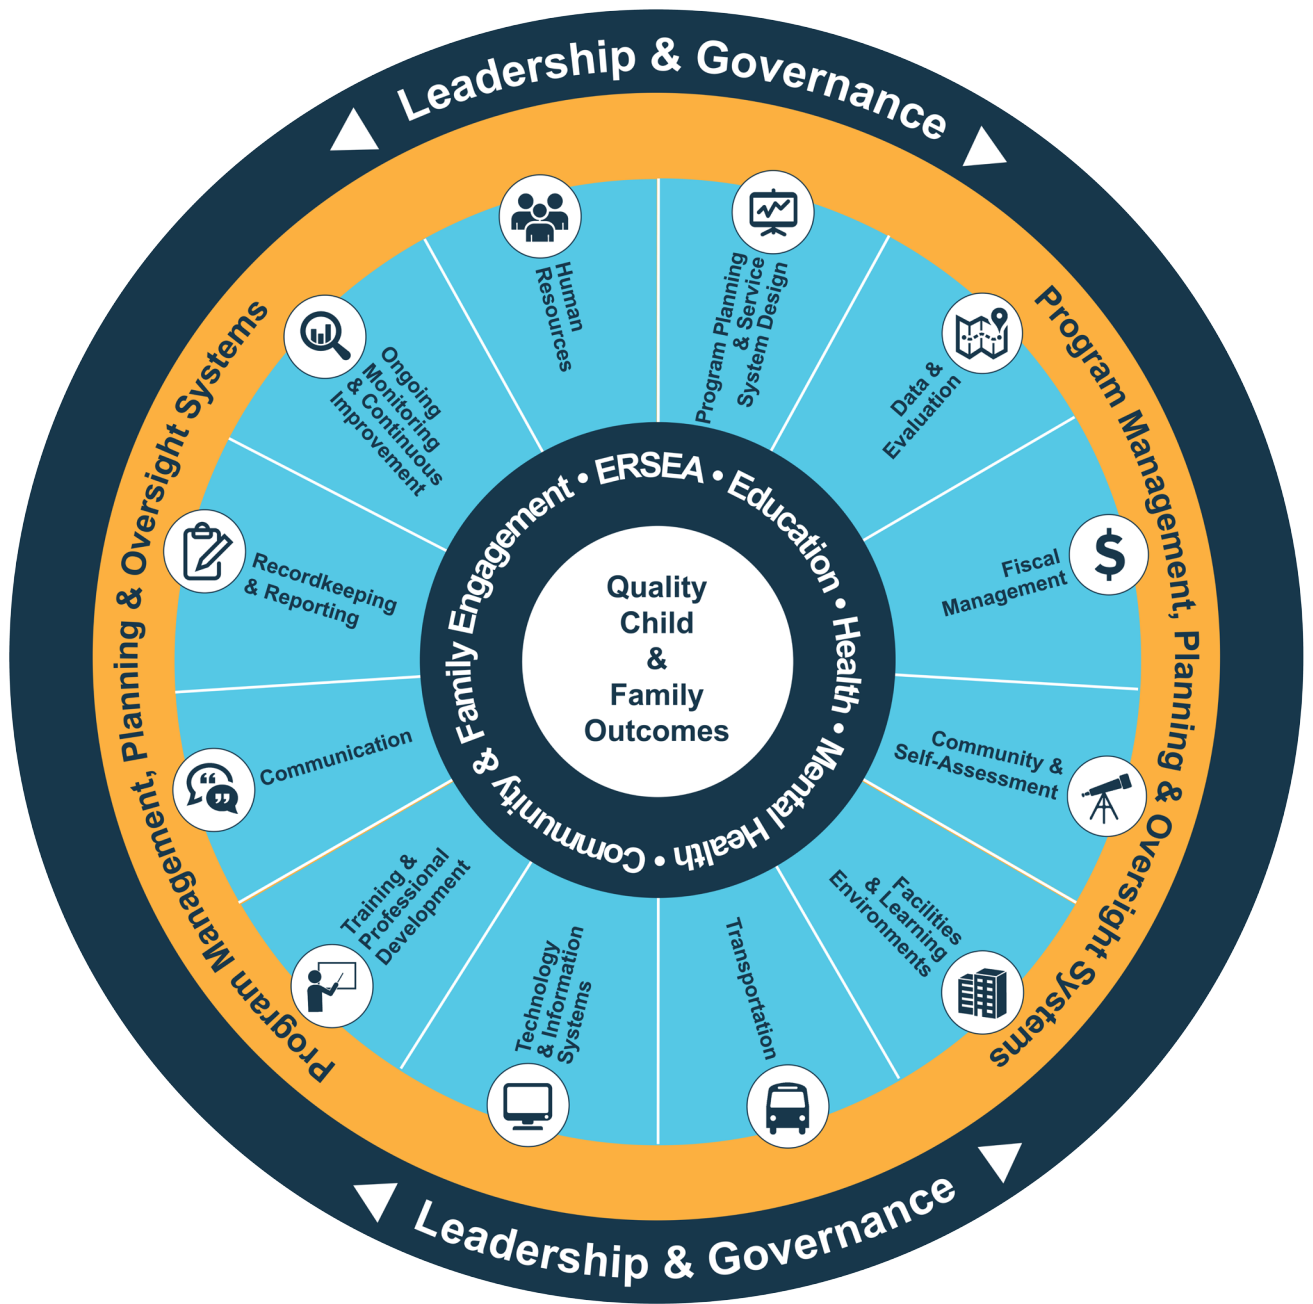 Leadership & Governance
Program Management, Planning & Oversight Systems
Program Management, Planning & Oversight Systems
Program Planning
& Service
System Design
Data &
Evaluation
$
Fiscal
Management
Community &
Self-Assessment
Facilities
& Learning
Environments
Transportation
Technology
& Information
Systems
Training &
Professional
Development
Communication
Recordkeeping
& Reporting
Ongoing
Monitoring
& Continuous
Improvement
Human
Resources
ERSEA • Education • Health • Mental Health • Community & Family Engagement •
Quality
Child
&
Family
Outcomes
Leadership & Governance